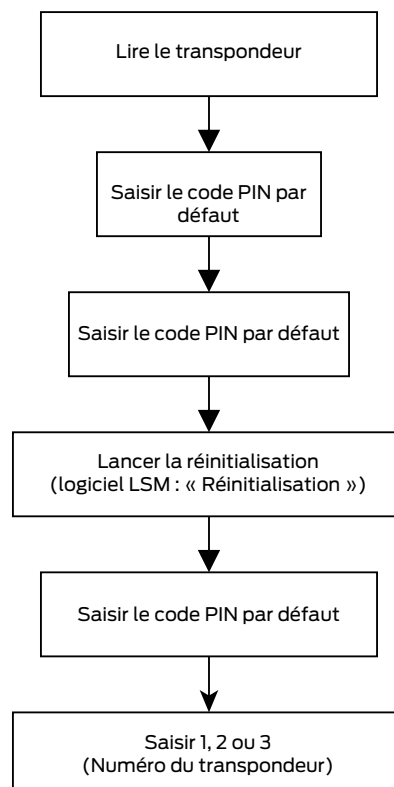 Lire le transpondeur
Saisir le code PIN par
défaut
Saisir le code PIN par défaut
Lancer la réinitialisation
(logiciel LSM : « Réinitialisation »)
Saisir le code PIN par défaut
Saisir 1, 2 ou 3
(Numéro du transpondeur)